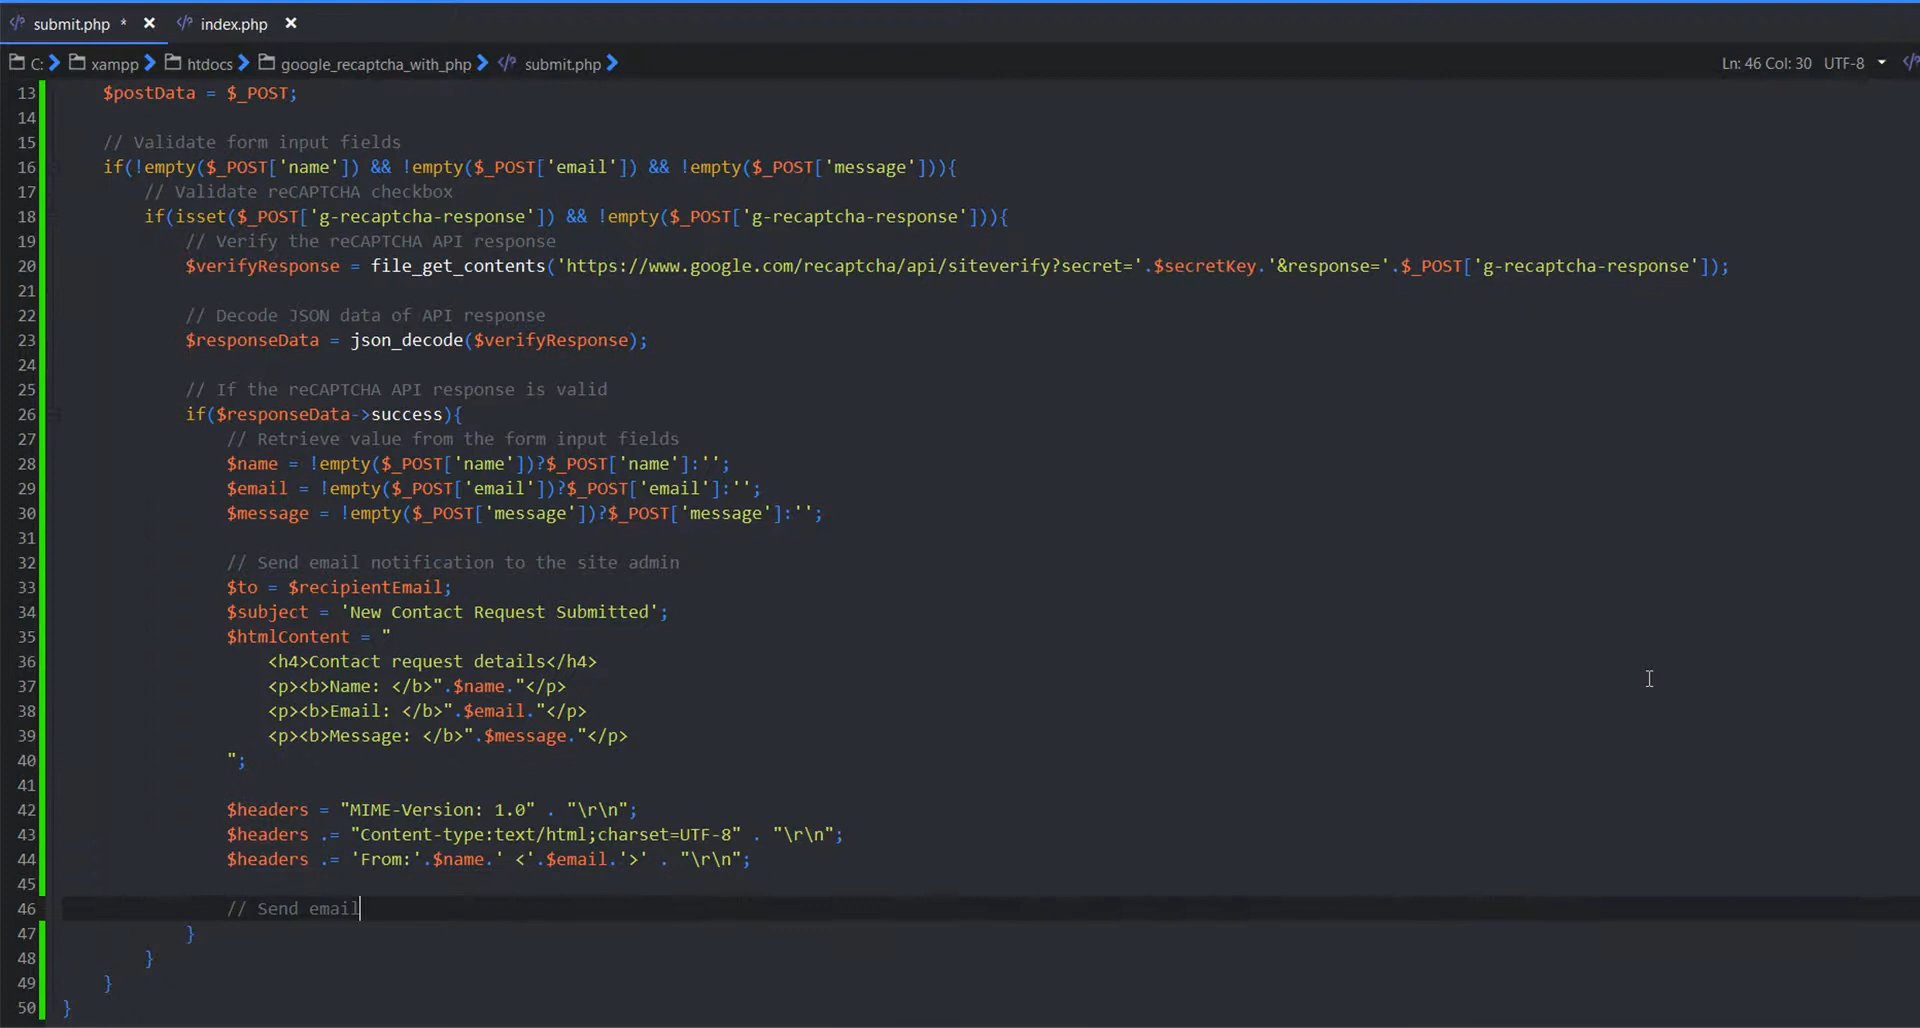 submit.php * × index.php ×
C: xampp htdocs google_recaptcha_with_php submit.php Ln: 46 Col: 30 UTF-8
13 $postData = $_POST;
14
15 // Validate form input fields
16 if(!empty($_POST['name']) && !empty($_POST['email']) && !empty($_POST['message'])){
17 // Validate reCAPTCHA checkbox
18 if(isset($_POST['g-recaptcha-response']) && !empty($_POST['g-recaptcha-response'])){
19 // Verify the reCAPTCHA API response
20 $verifyResponse = file_get_contents('https://www.google.com/recaptcha/api/siteverify?secret='.$secretKey.'&response='.$_POST['g-recaptcha-response']);
21
22 // Decode JSON data of API response
23 $responseData = json_decode($verifyResponse);
24
25 // If the reCAPTCHA API response is valid
26 if($responseData->success){
27 // Retrieve value from the form input fields
28 $name = !empty($_POST['name'])?$_POST['name']:'';
29 $email = !empty($_POST['email'])?$_POST['email']:'';
30 $message = !empty($_POST['message'])?$_POST['message']:'';
31
32 // Send email notification to the site admin
33 $to = $recipientEmail;
34 $subject = 'New Contact Request Submitted';
35 $htmlContent = "
36 <h4>Contact request details</h4>
37 <p><b>Name: </b>".$name."</p>
38 <p><b>Email: </b>".$email."</p>
39 <p><b>Message: </b>".$message."</p>
40 ";
41
42 $headers = "MIME-Version: 1.0" . "\r\n";
43 $headers .= "Content-type:text/html;charset=UTF-8" . "\r\n";
44 $headers .= 'From:'.$name.' <'.$email.'>' . "\r\n";
45
46 // Send email
47 }
48 }
49 }
50 }